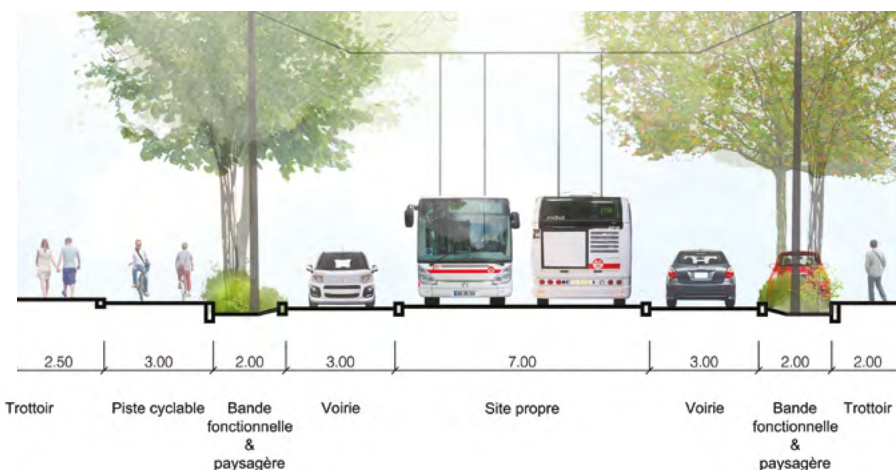 2.50 3.00 2.00 3.00 7.00 3.00 2.00 2.00
Trottoir Piste cyclable Bande Voirie Site propre Voirie Bande Trottoir
fonctionnelle fonctionnelle
& &
paysagère paysagère